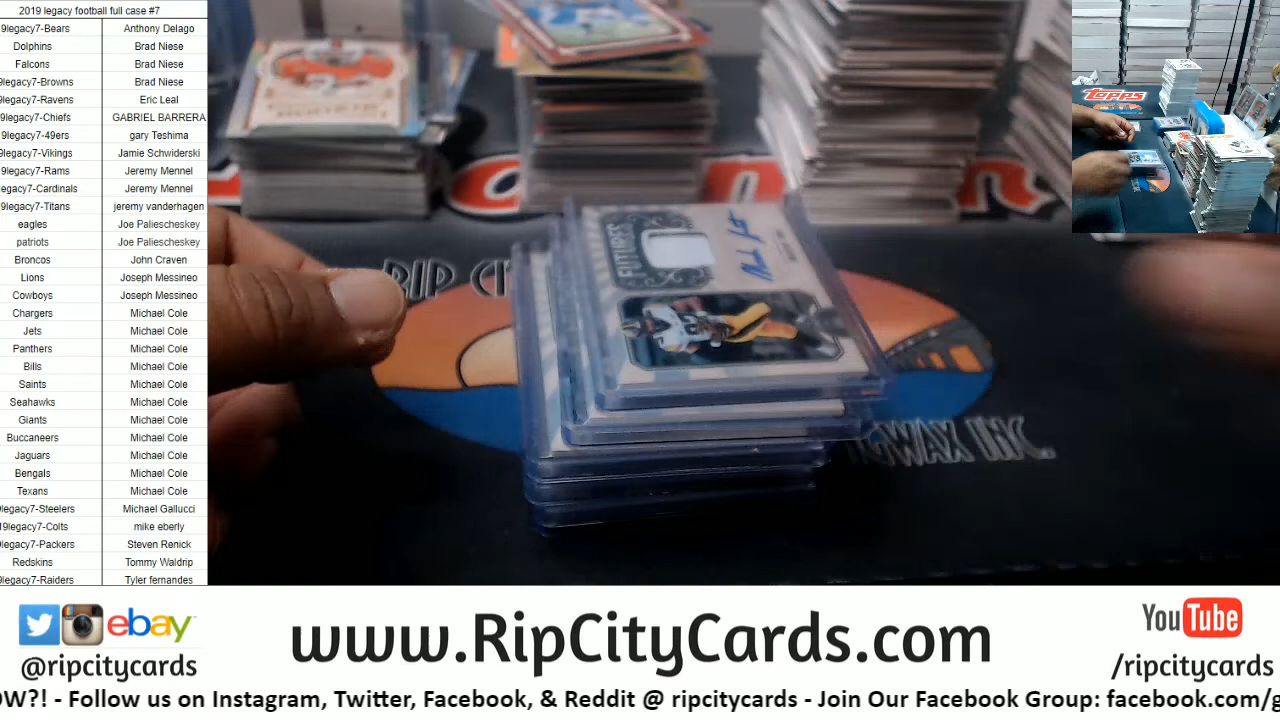 2019 legacy football full case #7
9legacy7-Bears Anthony Delago
Dolphins Brad Niese
Falcons Brad Niese
9legacy7-Browns Brad Niese
9legacy7-Ravens Eric Leal
9legacy7-Chiefs GABRIEL BARRERA
9legacy7-49ers gary Teshima
9legacy7-Vikings Jamie Schwiderski
9legacy7-Rams Jeremy Mennel
egacy7-Cardinals Jeremy Mennel
9legacy7-Titans jeremy vanderhagen
eagles Joe Paliescheskey
patriots Joe Paliescheskey
Broncos John Craven
Lions Joseph Messineo
Cowboys Joseph Messineo
Chargers Michael Cole
Jets Michael Cole
Panthers Michael Cole
Bills Michael Cole
Saints Michael Cole
Seahawks Michael Cole
Giants Michael Cole
Buccaneers Michael Cole
Jaguars Michael Cole
Bengals Michael Cole
Texans Michael Cole
9legacy7-Steelers Michael Gallucci
19legacy7-Colts mike eberly
legacy7-Packers Steven Renick
Redskins Tommy Waldrip
9legacy7-Raiders Tyler fernandes
FUTURES
RIP CI
OWAX INC.
topps
ebay
@ripcitycards
www.RipCityCards.com
YouTube
/ripcitycards
OW?! - Follow us on Instagram, Twitter, Facebook, & Reddit @ ripcitycards - Join Our Facebook Group: facebook.com/g